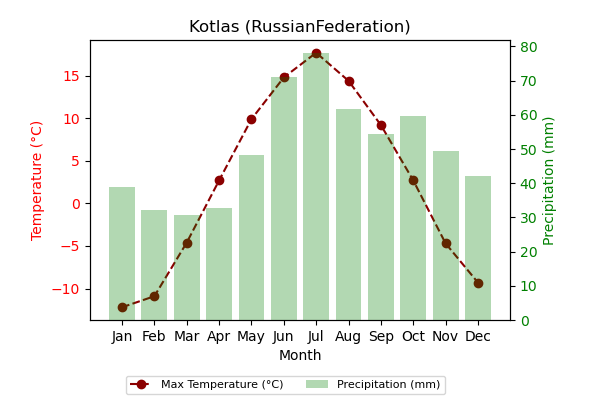 Kotlas (RussianFederation)
Temperature (°C)
15
10
5
0
−5
−10
80
70
60
50
40
30
20
10
0
Precipitation (mm)
Jan Feb Mar Apr May Jun Jul Aug Sep Oct Nov Dec
Month
Max Temperature (°C) Precipitation (mm)